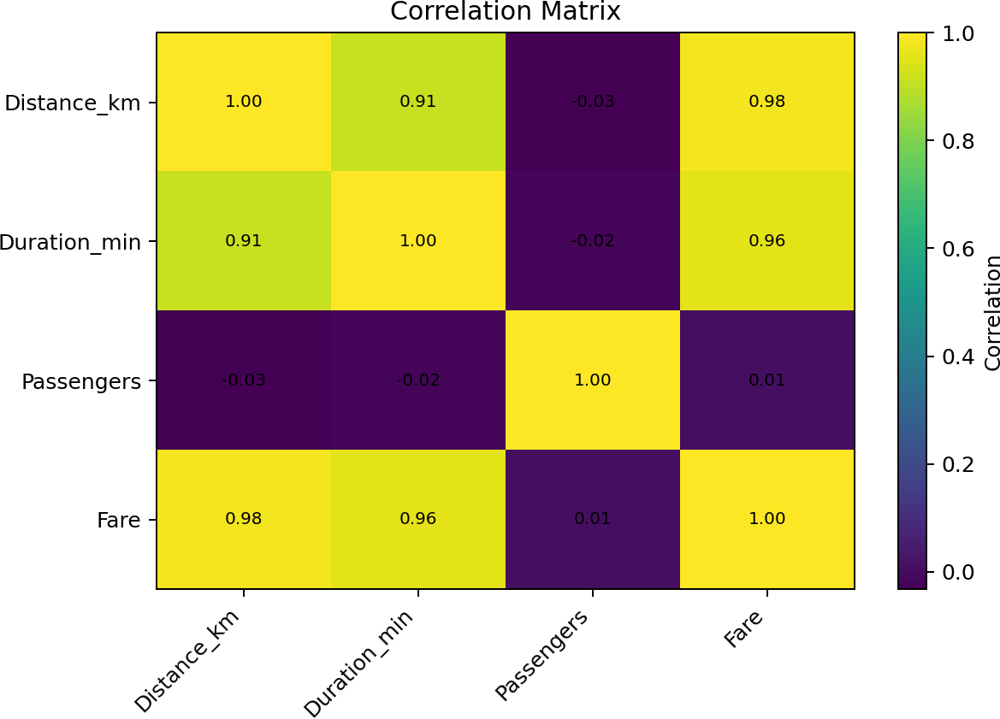 Correlation Matrix
Distance_km 1.00 0.91 -0.03 0.98
Duration_min 0.91 1.00 -0.02 0.96
Passengers -0.03 -0.02 1.00 0.01
Fare 0.98 0.96 0.01 1.00
Distance_km Duration_min Passengers Fare
1.0
0.8
0.6
0.4
0.2
0.0
Correlation